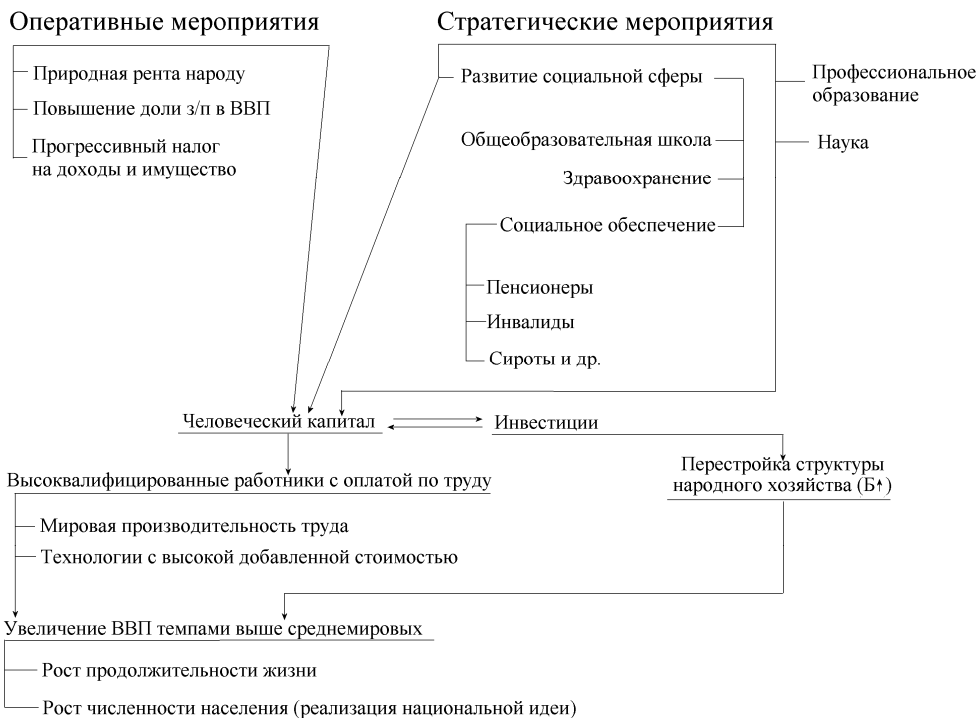 Оперативные мероприятия
Природная рента народу
Повышение доли з/п в ВВП
Прогрессивный налог
на доходы и имущество
Стратегические мероприятия
Развитие социальной сферы
Общеобразовательная школа
Здравоохранение
Социальное обеспечение
Пенсионеры
Инвалиды
Сироты и др.
Профессиональное
образование
Наука
Человеческий капитал
Инвестиции
Высоквалифицированные работники с оплатой по труду
Мировая производительность труда
Технологии с высокой добавленной стоимостью
Перестройка структуры
народного хозяйства (Б↑)
Увеличение ВВП темпами выше среднемировых
Рост продолжительности жизни
Рост численности населения (реализация национальной идеи)